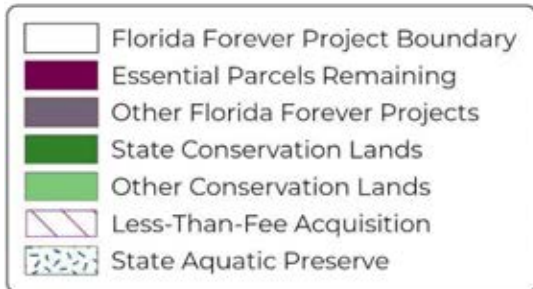 Florida Forever Project Boundary
Essential Parcels Remaining
Other Florida Forever Projects
State Conservation Lands
Other Conservation Lands
Less-Than-Fee Acquisition
State Aquatic Preserve